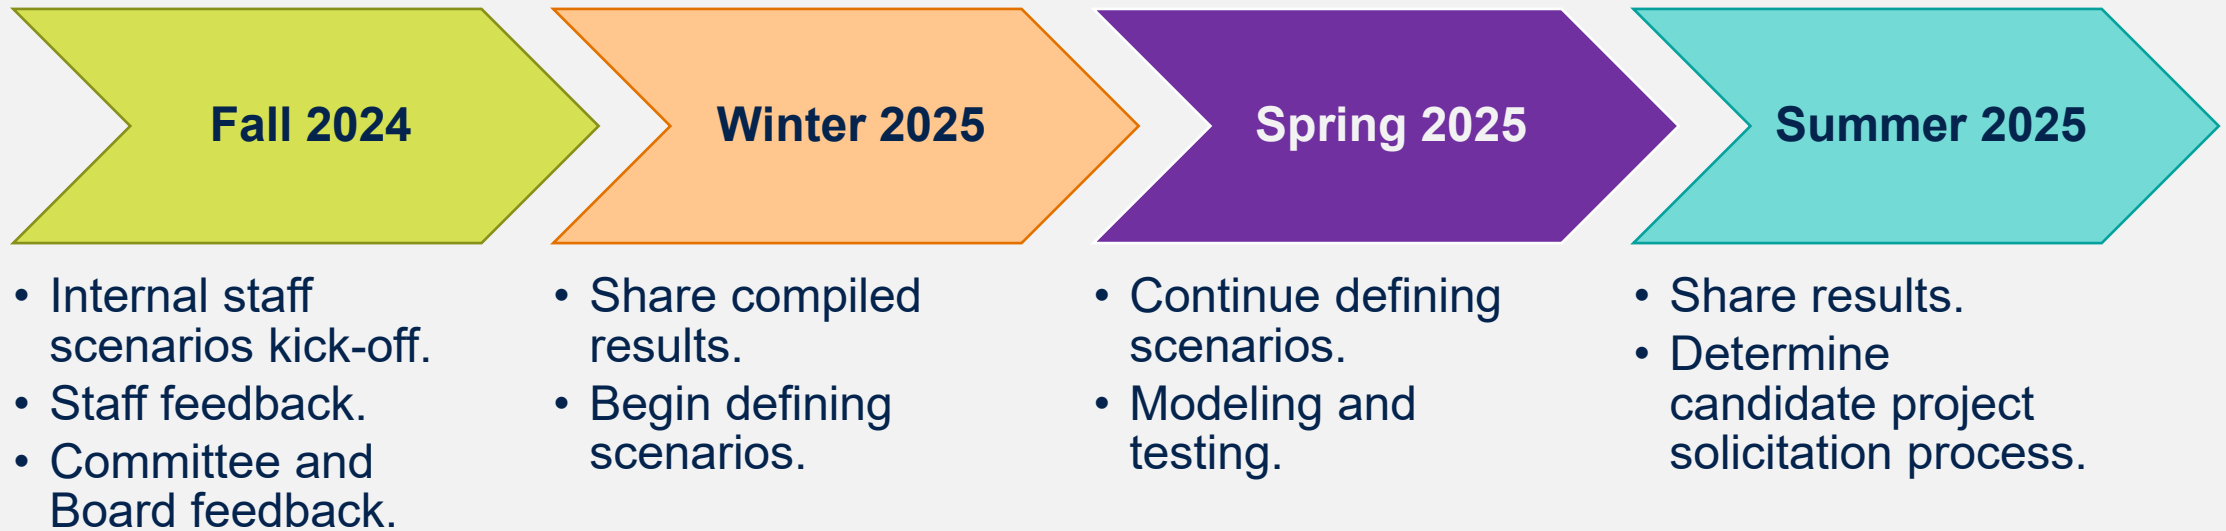 Fall 2024
• Internal staff
scenarios kick-off.
• Staff feedback.
• Committee and
Board feedback.
Winter 2025
• Share compiled
results.
• Begin defining
scenarios.
Spring 2025
• Continue defining
scenarios.
• Modeling and
testing.
Summer 2025
• Share results.
• Determine
candidate project
solicitation process.